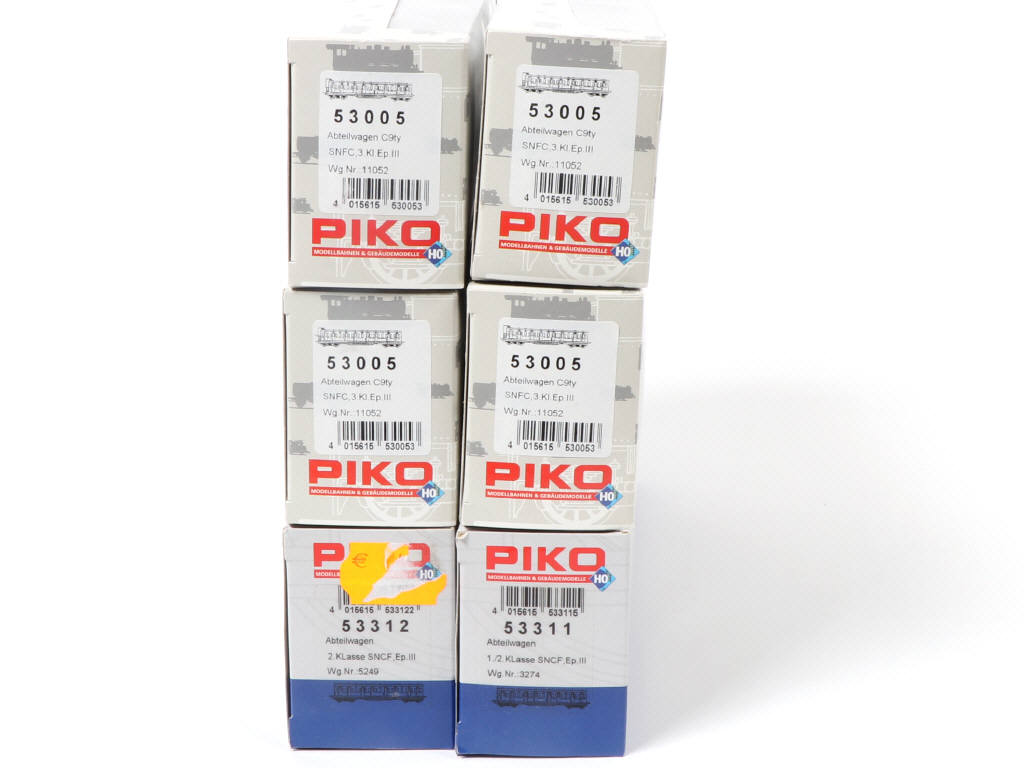 53005
Abteilwagen C9ty
SNFC,3.Kl.Ep.III
Wg.Nr.:11052
4 015615 530053
PIKO
MODELLBAHNEN & GEBÄUDEMODELLE
H0
53005
Abteilwagen C9ty
SNFC,3.Kl.Ep.III
Wg.Nr.:11052
4 015615 530053
PIKO
MODELLBAHNEN & GEBÄUDEMODELLE
H0
53005
Abteilwagen C9ty
SNFC,3.Kl.Ep.III
Wg.Nr.:11052
4 015615 530053
PIKO
MODELLBAHNEN & GEBÄUDEMODELLE
H0
53005
Abteilwagen C9ty
SNFC,3.Kl.Ep.III
Wg.Nr.:11052
4 015615 530053
PIKO
MODELLBAHNEN & GEBÄUDEMODELLE
H0
€
H0
4 015615 533122
53312
Abteilwagen
2.KLasse SNCF,Ep.III
Wg.Nr.:5249
PIKO
MODELLBAHNEN & GEBÄUDEMODELLE
H0
4 015615 533115
53311
Abteilwagen
1./2.KLasse SNCF,Ep.III
Wg.Nr.:3274